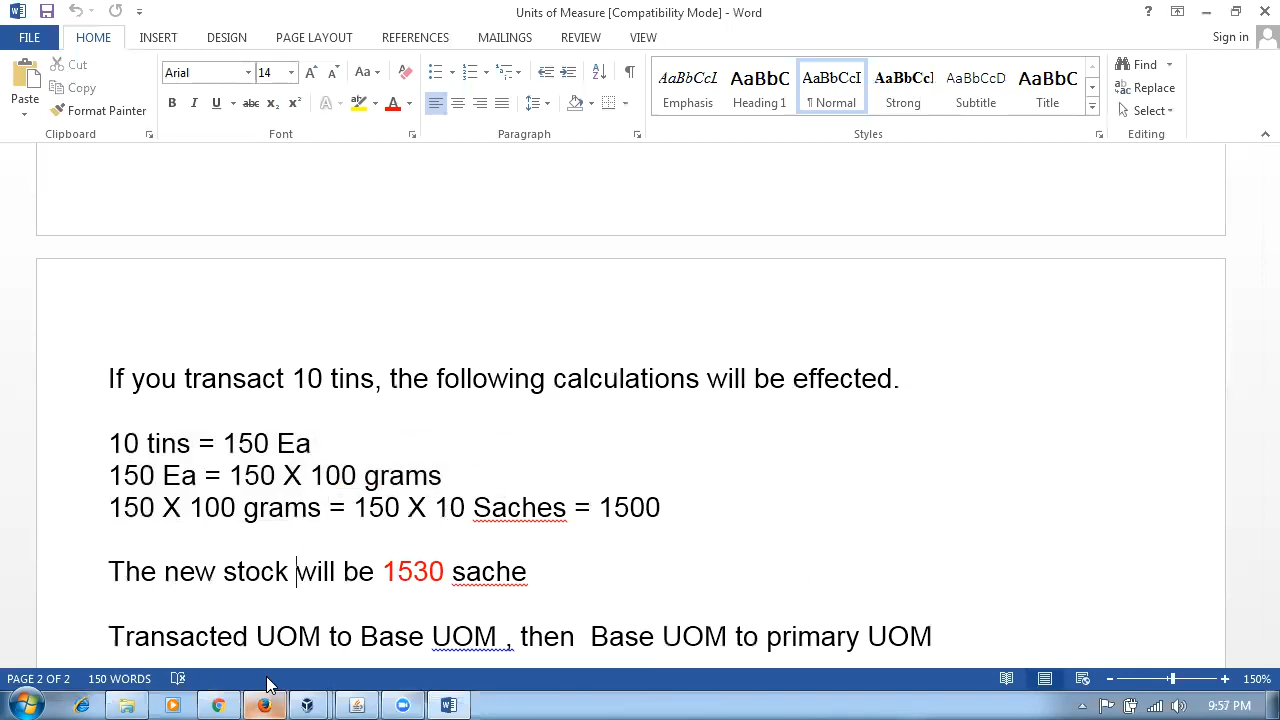 Units of Measure [Compatibility Mode] - Word
FILE HOME INSERT DESIGN PAGE LAYOUT REFERENCES MAILINGS REVIEW VIEW Sign in
Paste
Cut
Copy
Format Painter
Clipboard
Arial 14
Font
Paragraph
AaBbCcI AaBbC AaBbCcI AaBbCcl AaBbCcD AaBbC
Emphasis Heading 1 ¶ Normal Strong Subtitle Title
Styles
Find
Replace
Select
Editing
If you transact 10 tins, the following calculations will be effected.
10 tins = 150 Ea
150 Ea = 150 X 100 grams
150 X 100 grams = 150 X 10 Saches = 1500
The new stock will be 1530 sache
Transacted UOM to Base UOM , then Base UOM to primary UOM
PAGE 2 OF 2 150 WORDS 150%
9:57 PM